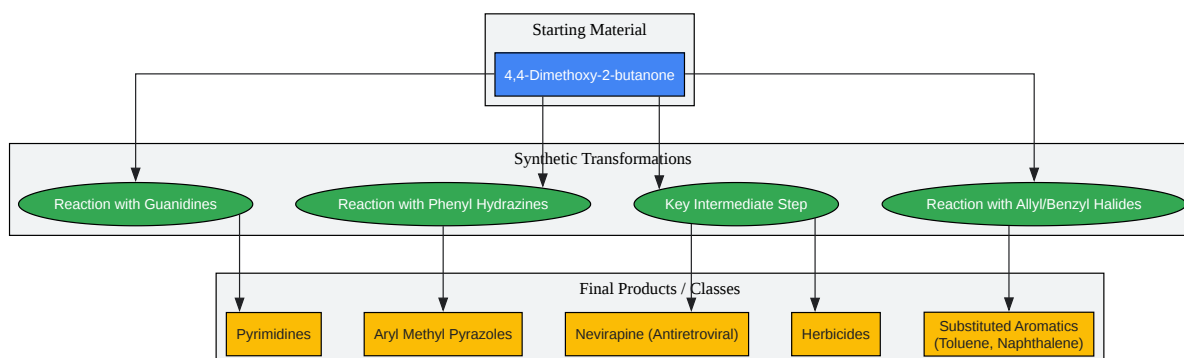 Starting Material
4,4-Dimethoxy-2-butanone
Synthetic Transformations
Reaction with Guanidines
Reaction with Phenyl Hydrazines
Key Intermediate Step
Reaction with Allyl/Benzyl Halides
Final Products / Classes
Pyrimidines
Aryl Methyl Pyrazoles
Nevirapine (Antiretroviral)
Herbicides
Substituted Aromatics
(Toluene, Naphthalene)